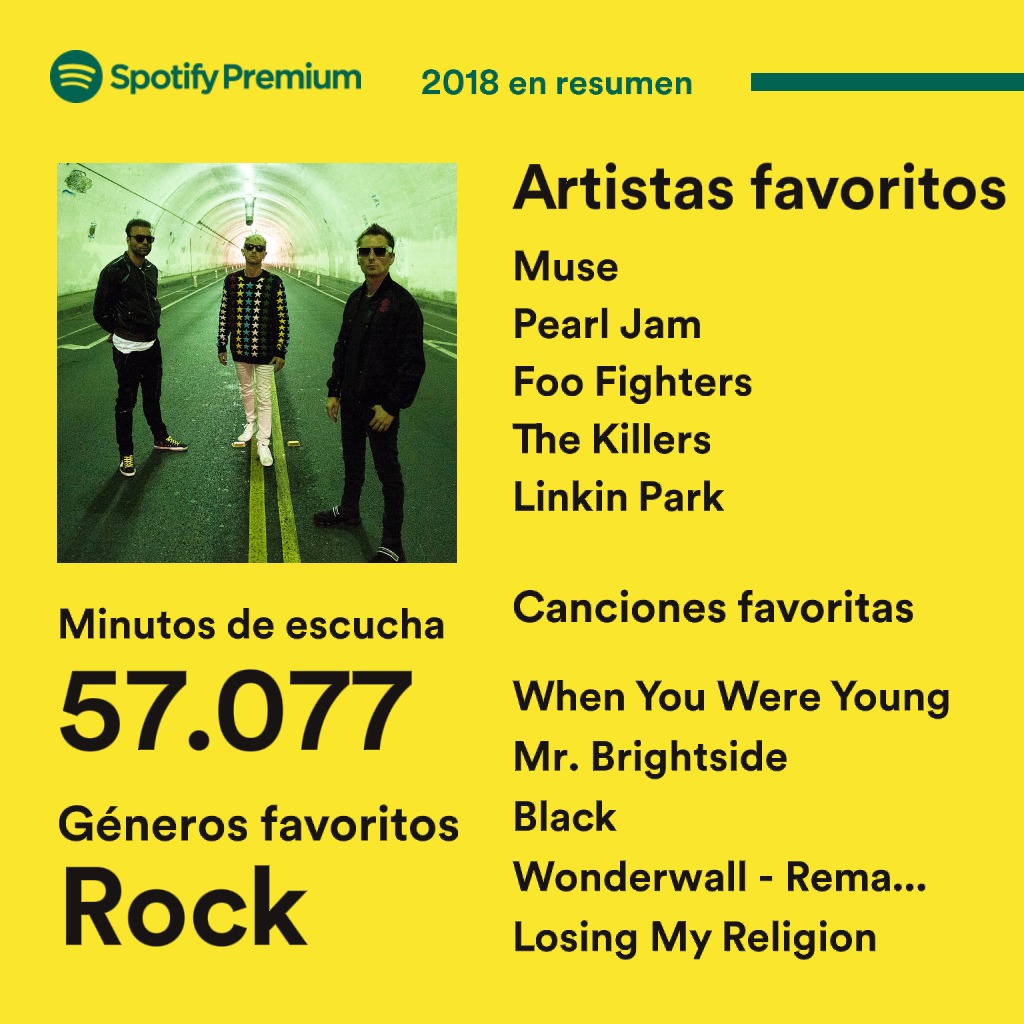 Spotify Premium
2018 en resumen
Artistas favoritos
Muse
Pearl Jam
Foo Fighters
The Killers
Linkin Park
Minutos de escucha
57.077
Géneros favoritos
Rock
Canciones favoritas
When You Were Young
Mr. Brightside
Black
Wonderwall - Rema...
Losing My Religion